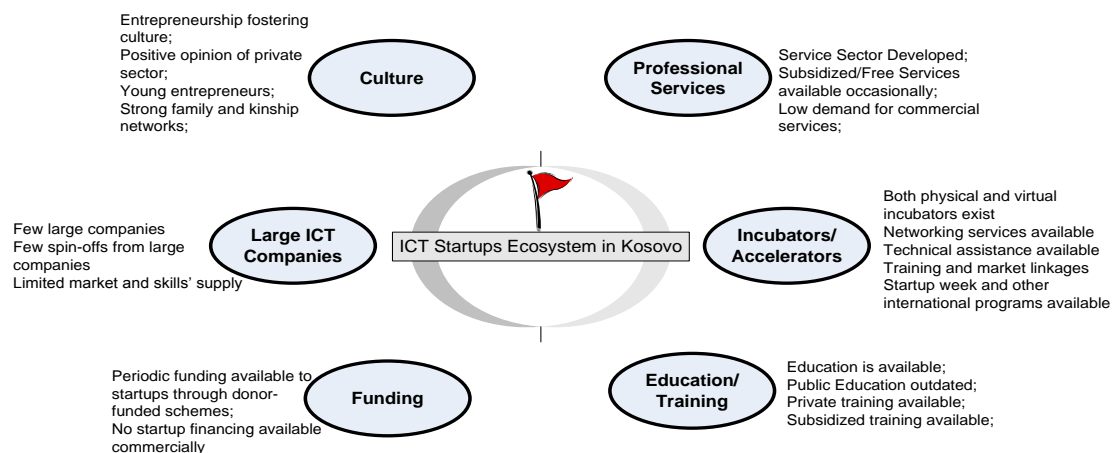 Entrepreneurship fostering
culture;
Positive opinion of private
sector;
Young entrepreneurs;
Strong family and kinship
networks;
Culture
Professional
Services
Service Sector Developed;
Subsidized/Free Services
available occasionally;
Low demand for commercial
services;
Few large companies
Few spin-offs from large
companies
Limited market and skills' supply
Large ICT
Companies
ICT Startups Ecosystem in Kosovo
Incubators/
Accelerators
Both physical and virtual
incubators exist
Networking services available
Technical assistance available
Training and market linkages
Startup week and other
international programs available
Periodic funding available to
startups through donor-
funded schemes;
No startup financing available
commercially
Funding
Education/
Training
Education is available;
Public Education outdated;
Private training available;
Subsidized training available;